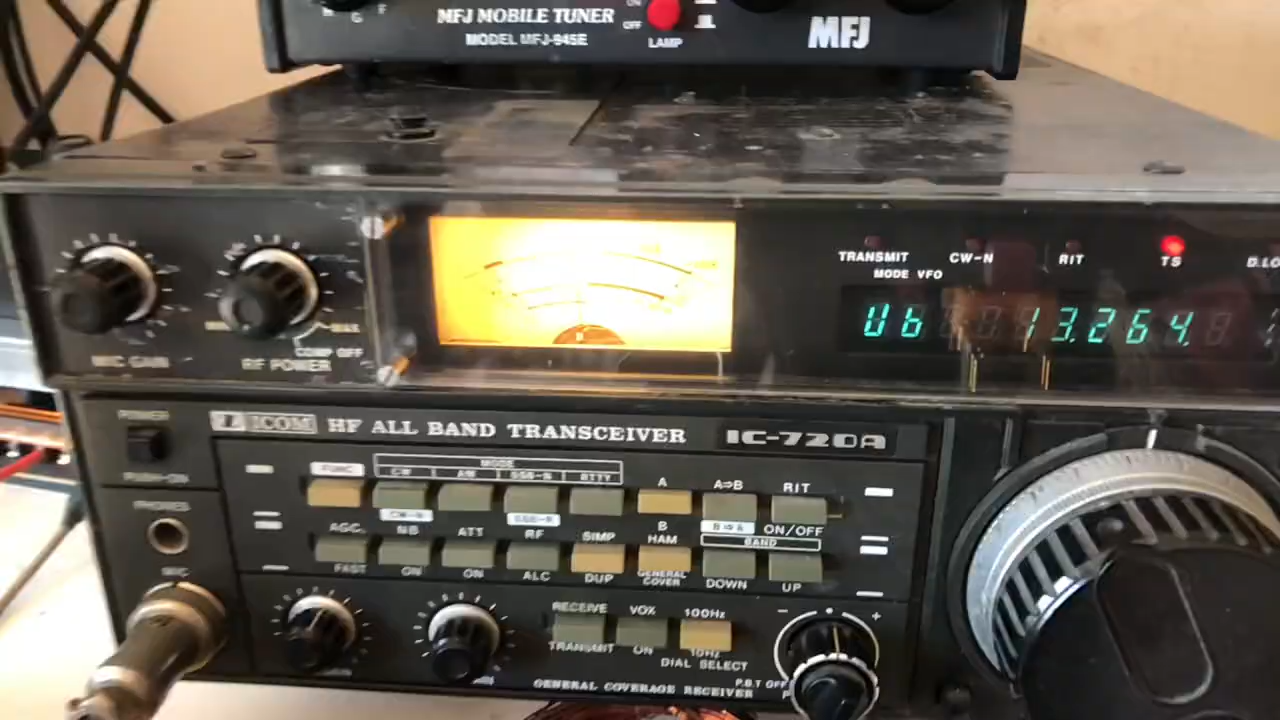 MFJ MOBILE TUNER
MODEL MFJ-945E
ON
OFF
LAMP
MFJ
TRANSMIT
CW-N
RIT
TS
MODE VFO
Ub 13.264.
MIC GAIN
RF POWER
MAX
COMP OFF
POWER
PUSH-ON
PHONES
MIC
ICOM HF ALL BAND TRANSCEIVER IC-720A
FUNC
MODE
CW AM SSB-N RTTY
A
A⇒B
RIT
CW-N
SSB-R
B
B⇒A
ON/OFF
AGC
NB
ATT
RF
SIMP
HAM
BAND
FAST
ON
ON
ALC
DUP
GENERAL COVER
DOWN
UP
RECEIVE
VOX
100Hz
TRANSMIT
ON
10Hz
DIAL SELECT
- +
P.B.T OFF
GENERAL COVERAGE RECEIVER